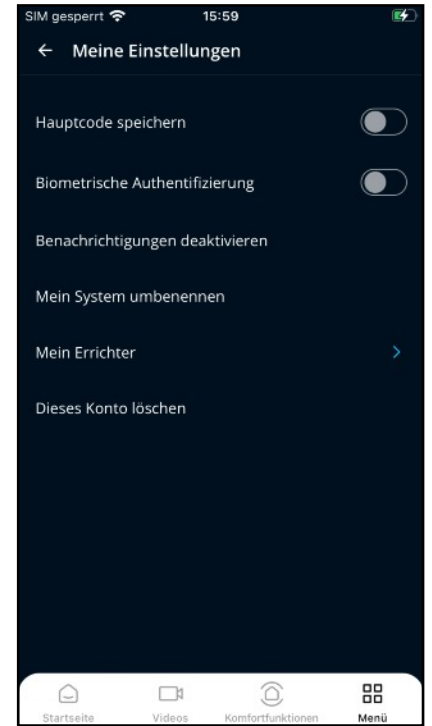 SIM gesperrt 15:59
Meine Einstellungen
Hauptcode speichern
Biometrische Authentifizierung
Benachrichtigungen deaktivieren
Mein System umbenennen
Mein Errichter
Dieses Konto löschen
Startseite Videos Komfortfunktionen Menü